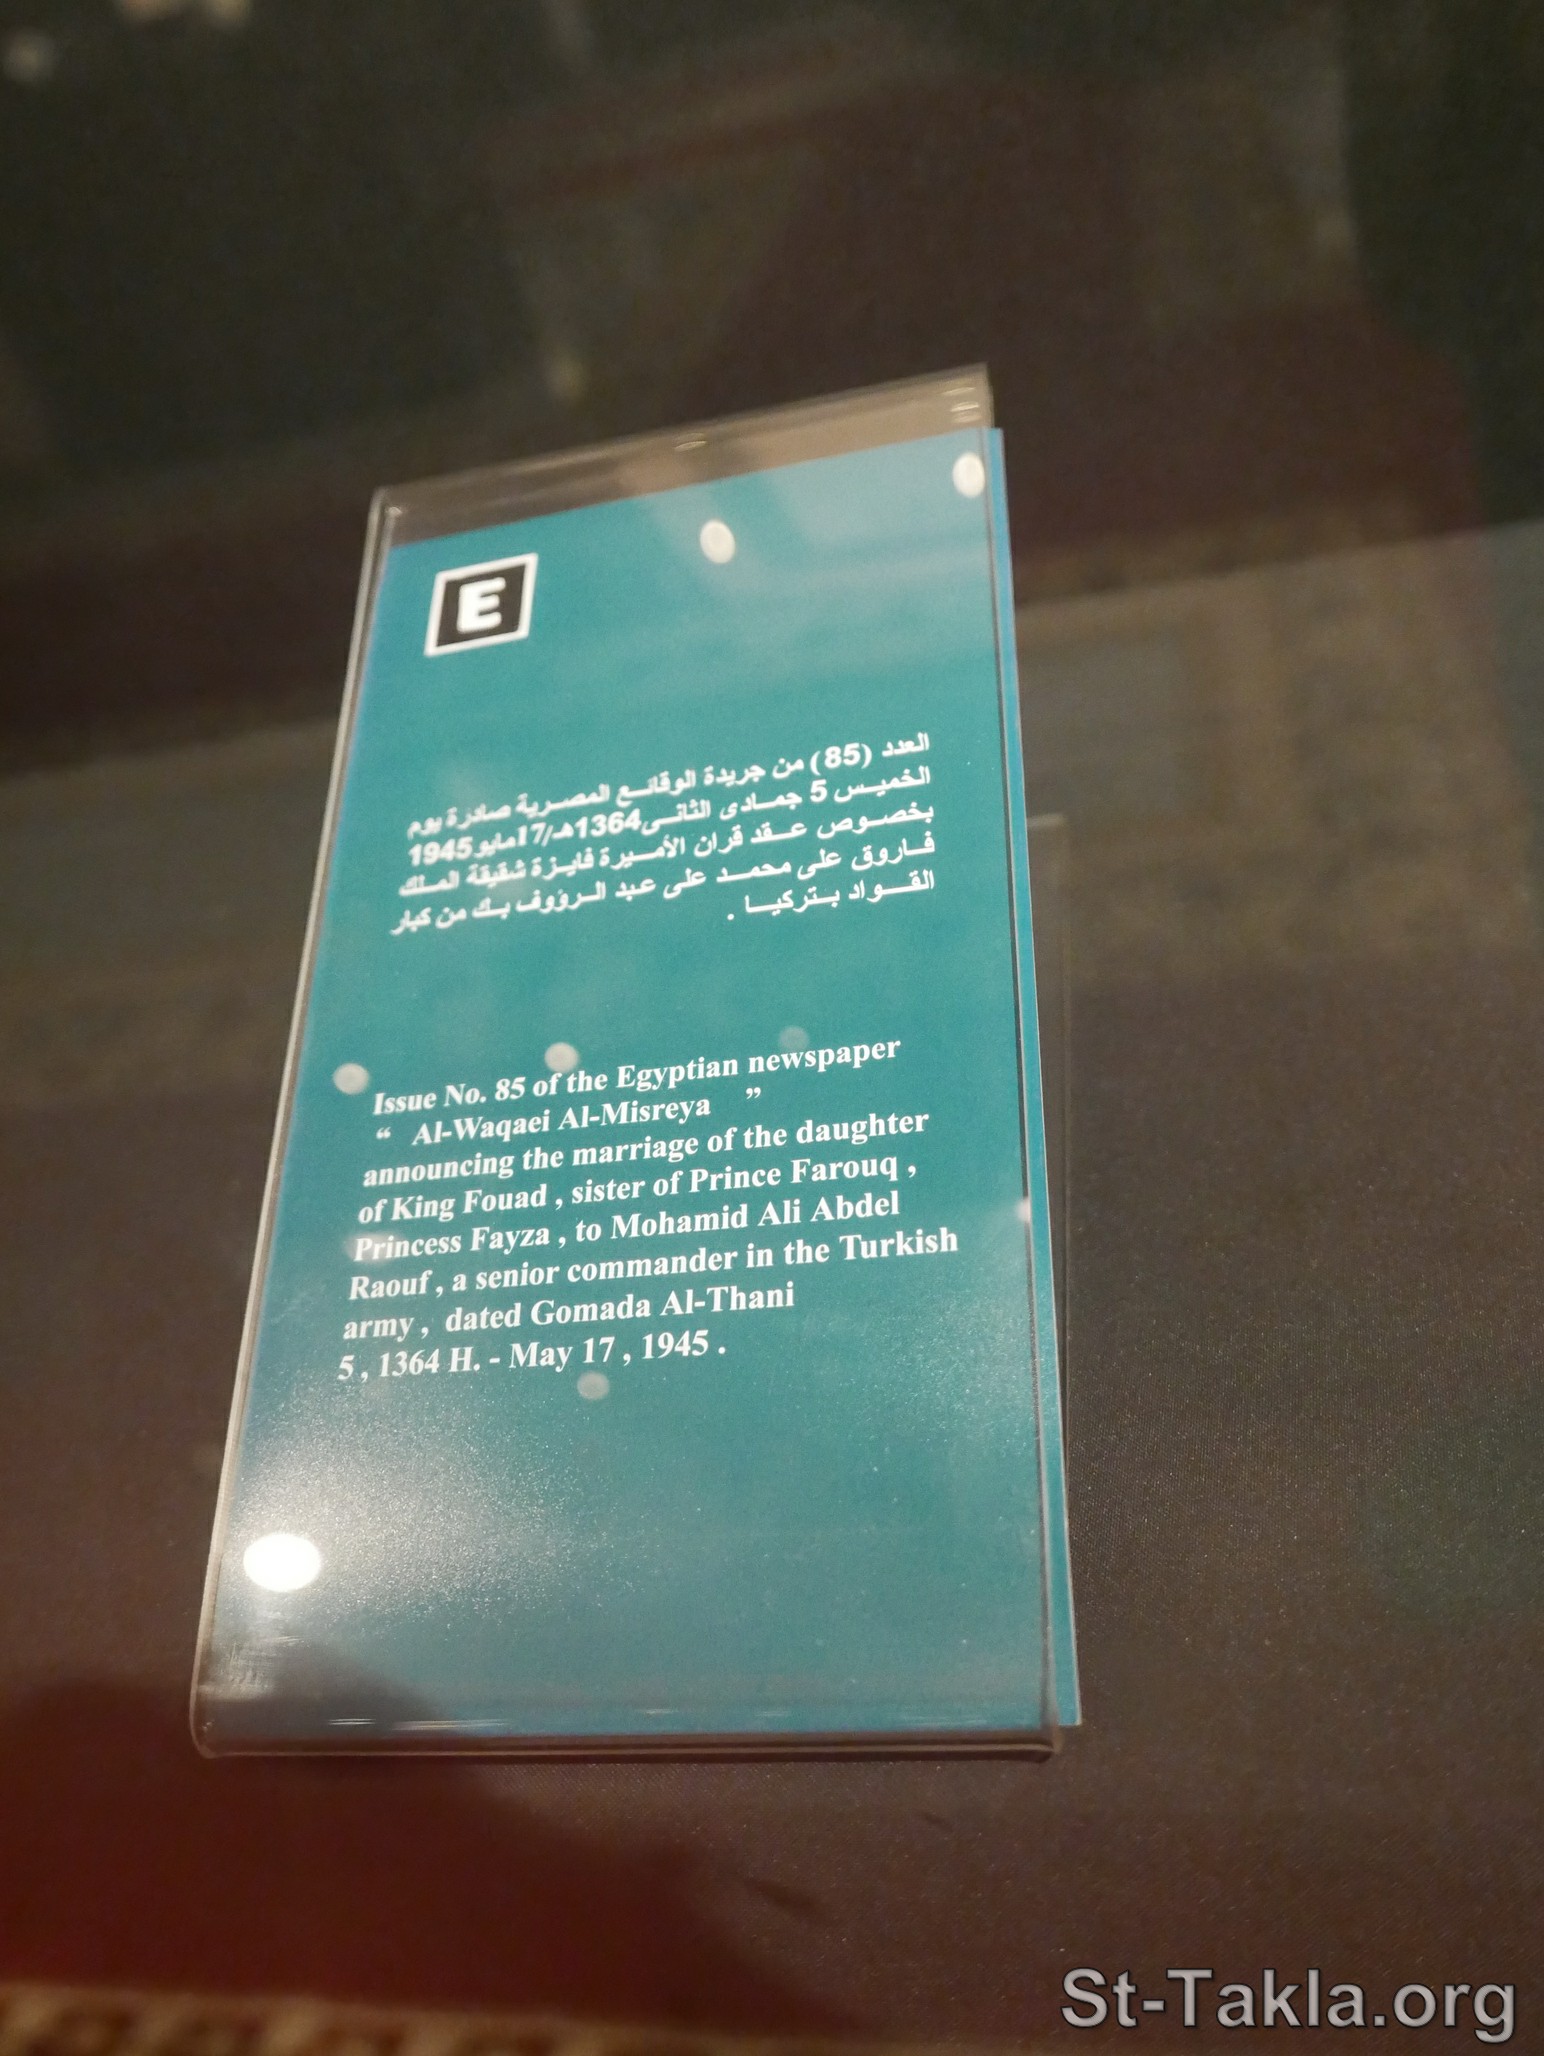 E
العدد (85) من جريدة الوقائع المصرية صادرة يوم
الخميس 5 جمادى الثانى1364هـ/17مايو1945
بخصوص عقد قران الأميرة فايزة شقيقة الملك
فاروق على محمد على عبد الرؤوف بك من كبار
القواد بتركيا .
Issue No. 85 of the Egyptian newspaper
“ Al-Waqaei Al-Misreya ”
announcing the marriage of the daughter
of King Fouad , sister of Prince Farouq ,
Princess Fayza , to Mohamid Ali Abdel
Raouf , a senior commander in the Turkish
army , dated Gomada Al-Thani
5 , 1364 H. - May 17 , 1945 .
St-Takla.org